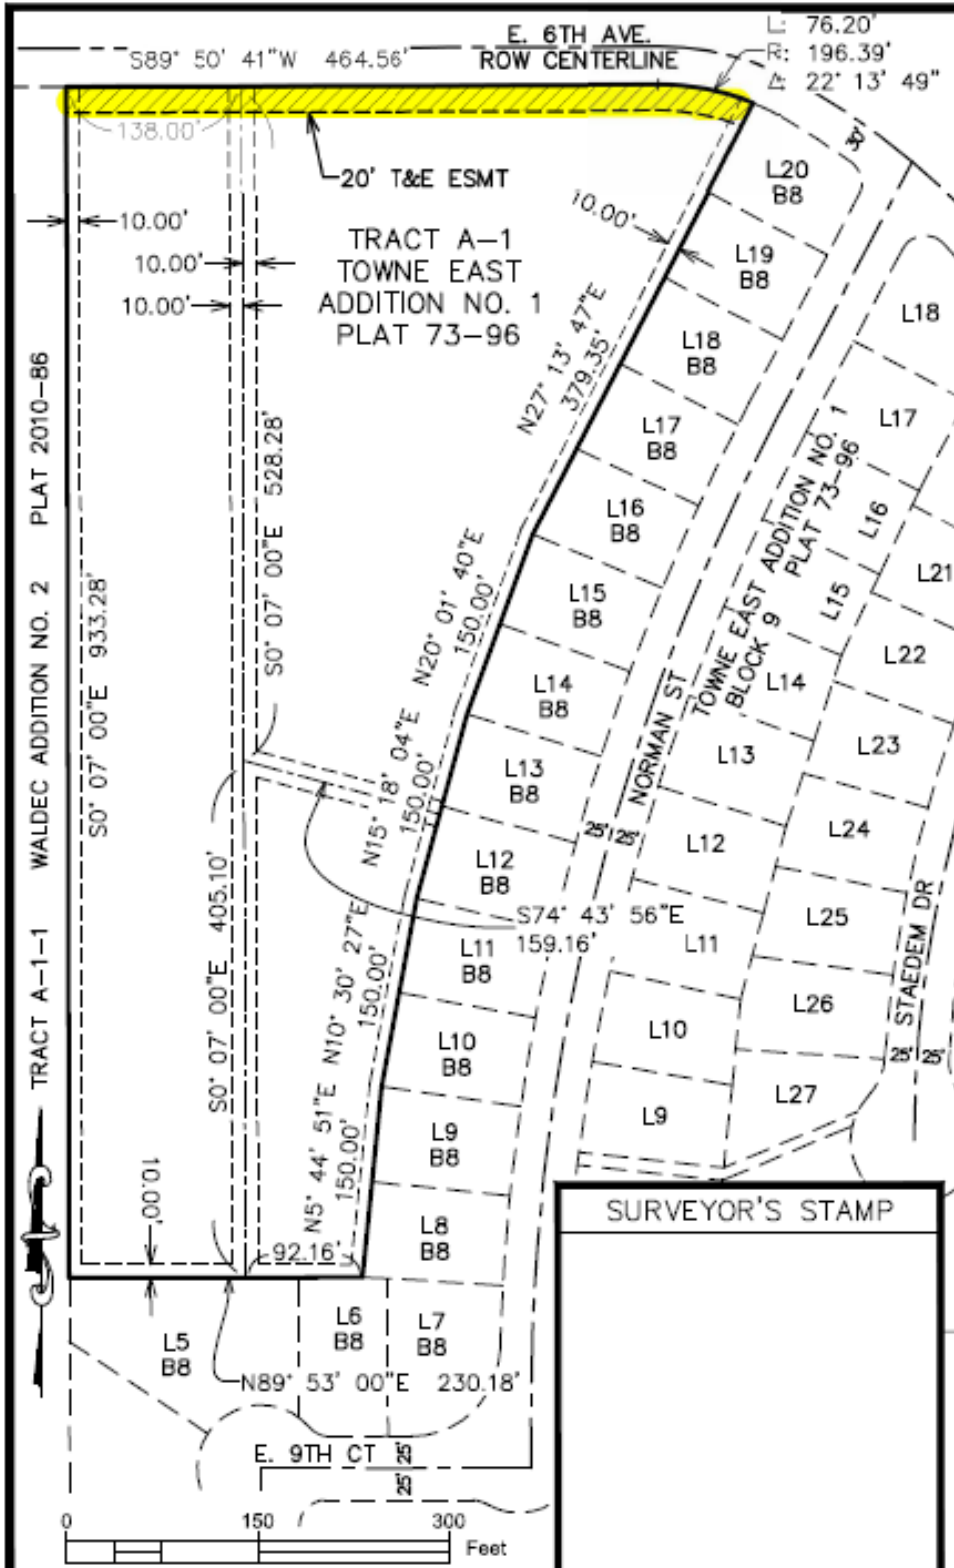 E. 6TH AVE.
ROW CENTERLINE
S89° 50' 41"W 464.56'
L: 76.20'
R: 196.39'
Δ: 22° 13' 49"
138.00'
20' T&E ESMT
30'
10.00'
10.00'
10.00'
10.00'
TRACT A-1
TOWNE EAST
ADDITION NO. 1
PLAT 73-96
L20
B8
L19
B8
L18
B8
L17
B8
L16
B8
L15
B8
L14
B8
L13
B8
L12
B8
L11
B8
L10
B8
L9
B8
L8
B8
L7
B8
L6
B8
L5
B8
N27° 13' 47"E
379.35'
N20° 01' 40"E
150.00'
N15° 18' 04"E
150.00'
N10° 30' 27"E
150.00'
N5° 44' 51"E
150.00'
S0° 07' 00"E 528.28'
S0° 07' 00"E 933.28'
S0° 07' 00"E 405.10'
TRACT A-1-1 WALDEC ADDITION NO. 2 PLAT 2010-86
S74° 43' 56"E
159.16'
10.00'
92.16'
N89° 53' 00"E 230.18'
NORMAN ST
25' 25'
TOWNE EAST ADDITION NO. 1
BLOCK 9 PLAT 73-96
L18
L17
L16
L15
L14
L13
L12
L11
L10
L9
L21
L22
L23
L24
L25
L26
L27
STAEDEM DR
25' 25'
E. 9TH CT
25'
25'
SURVEYOR'S STAMP
0 150 300
Feet